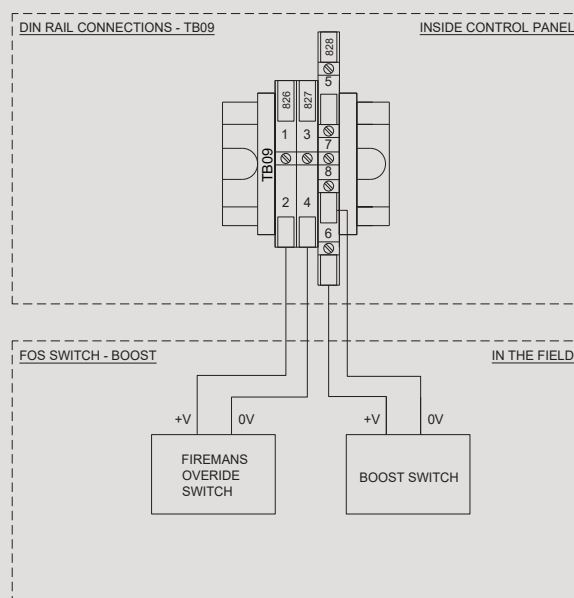 DIN RAIL CONNECTIONS - TB09
INSIDE CONTROL PANEL
828
5
826
827
1
3
7
TB09
8
2
4
6
FOS SWITCH - BOOST
IN THE FIELD
+V
0V
+V
0V
FIREMANS
OVERIDE
SWITCH
BOOST SWITCH